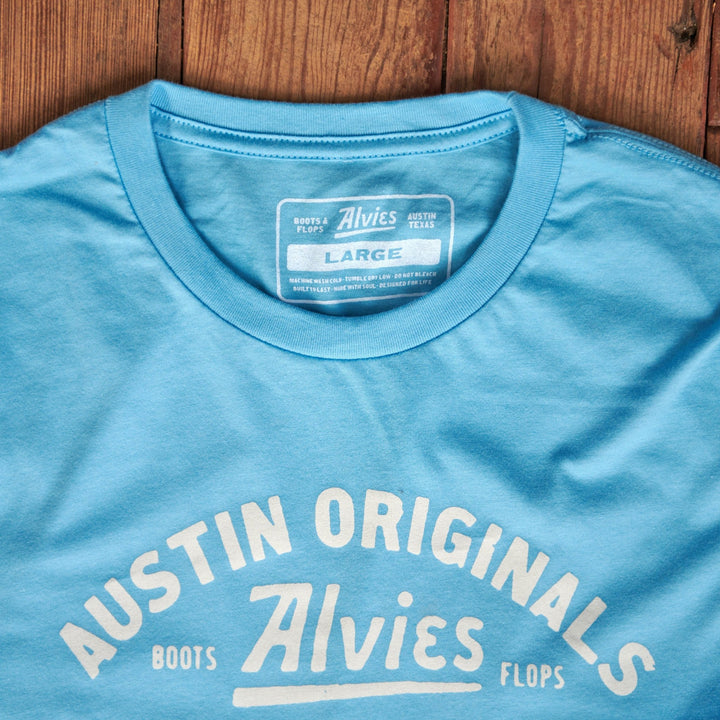 BOOTS & FLOPS Alvies AUSTIN TEXAS
LARGE
MACHINE WASH COLD · TUMBLE DRY LOW · DO NOT BLEACH
BUILT TO LAST · MADE WITH SOUL · DESIGNED FOR LIFE
AUSTIN ORIGINALS
BOOTS Alvies FLOPS